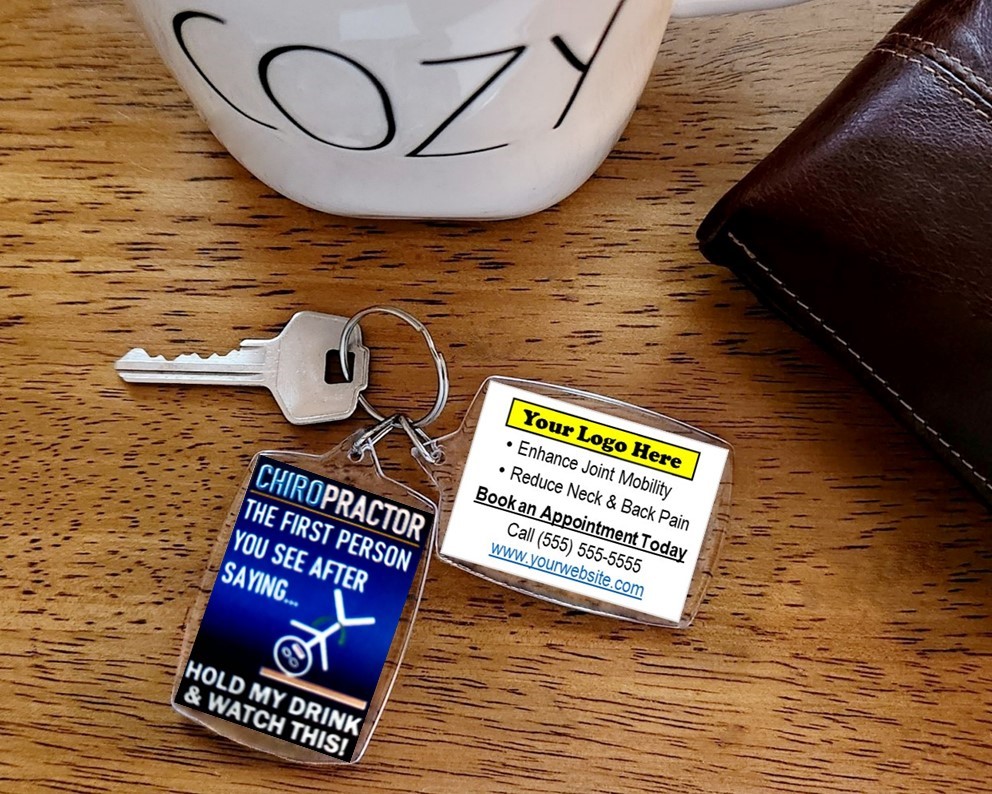 COZY
CHIROPRACTOR
THE FIRST PERSON
YOU SEE AFTER
SAYING...
HOLD MY DRINK
& WATCH THIS!
Your Logo Here
• Enhance Joint Mobility
• Reduce Neck & Back Pain
Book an Appointment Today
Call (555) 555-5555
www.yourwebsite.com